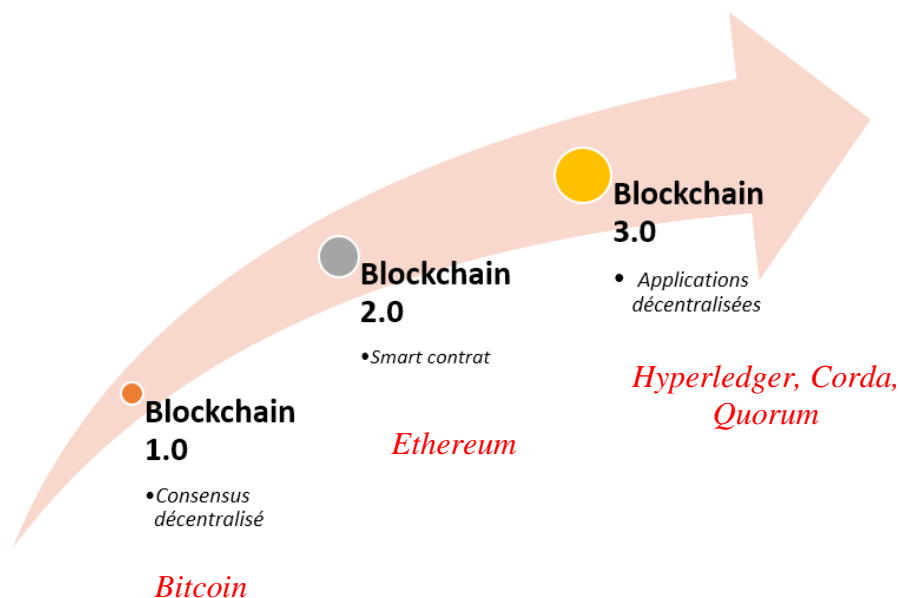 Blockchain
1.0
•Consensus
décentralisé
Bitcoin
Blockchain
2.0
•Smart contrat
Ethereum
Blockchain
3.0
• Applications
décentralisées
Hyperledger, Corda,
Quorum